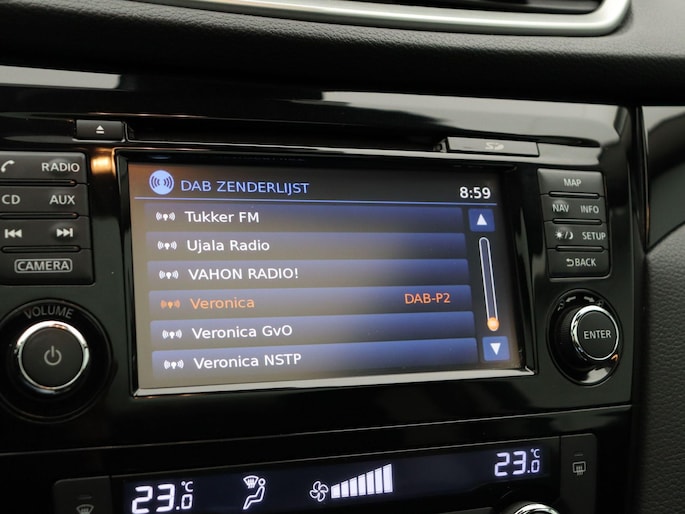 SD
RADIO
CD AUX
CAMERA
VOLUME
DAB ZENDERLIJST 8:59
Tukker FM
Ujala Radio
VAHON RADIO!
Veronica DAB-P2
Veronica GvO
Veronica NSTP
MAP
NAV INFO
SETUP
BACK
ENTER
23.0°C
23.0°C